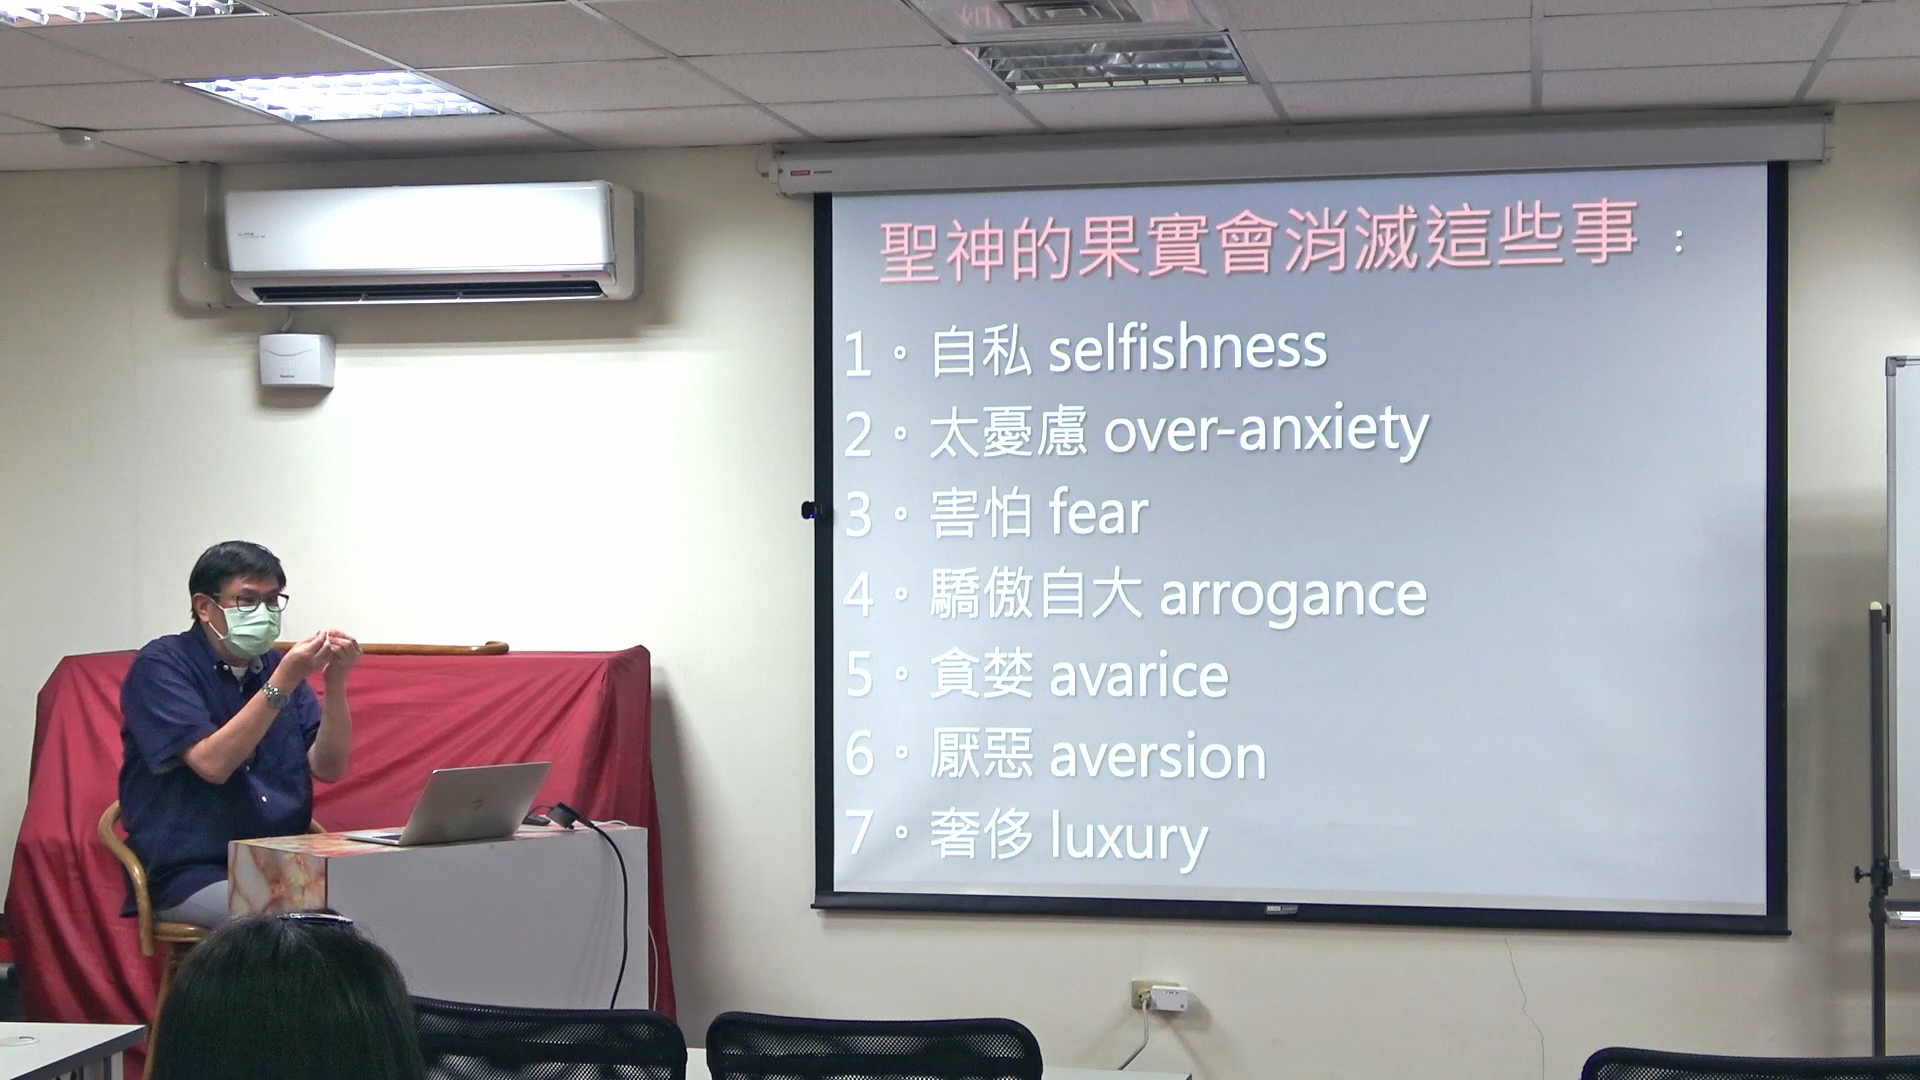 聖神的果實會消滅這些事：
1。自私 selfishness
2。太憂慮 over-anxiety
3。害怕 fear
4。驕傲自大 arrogance
5。貪婪 avarice
6。厭惡 aversion
7。奢侈 luxury